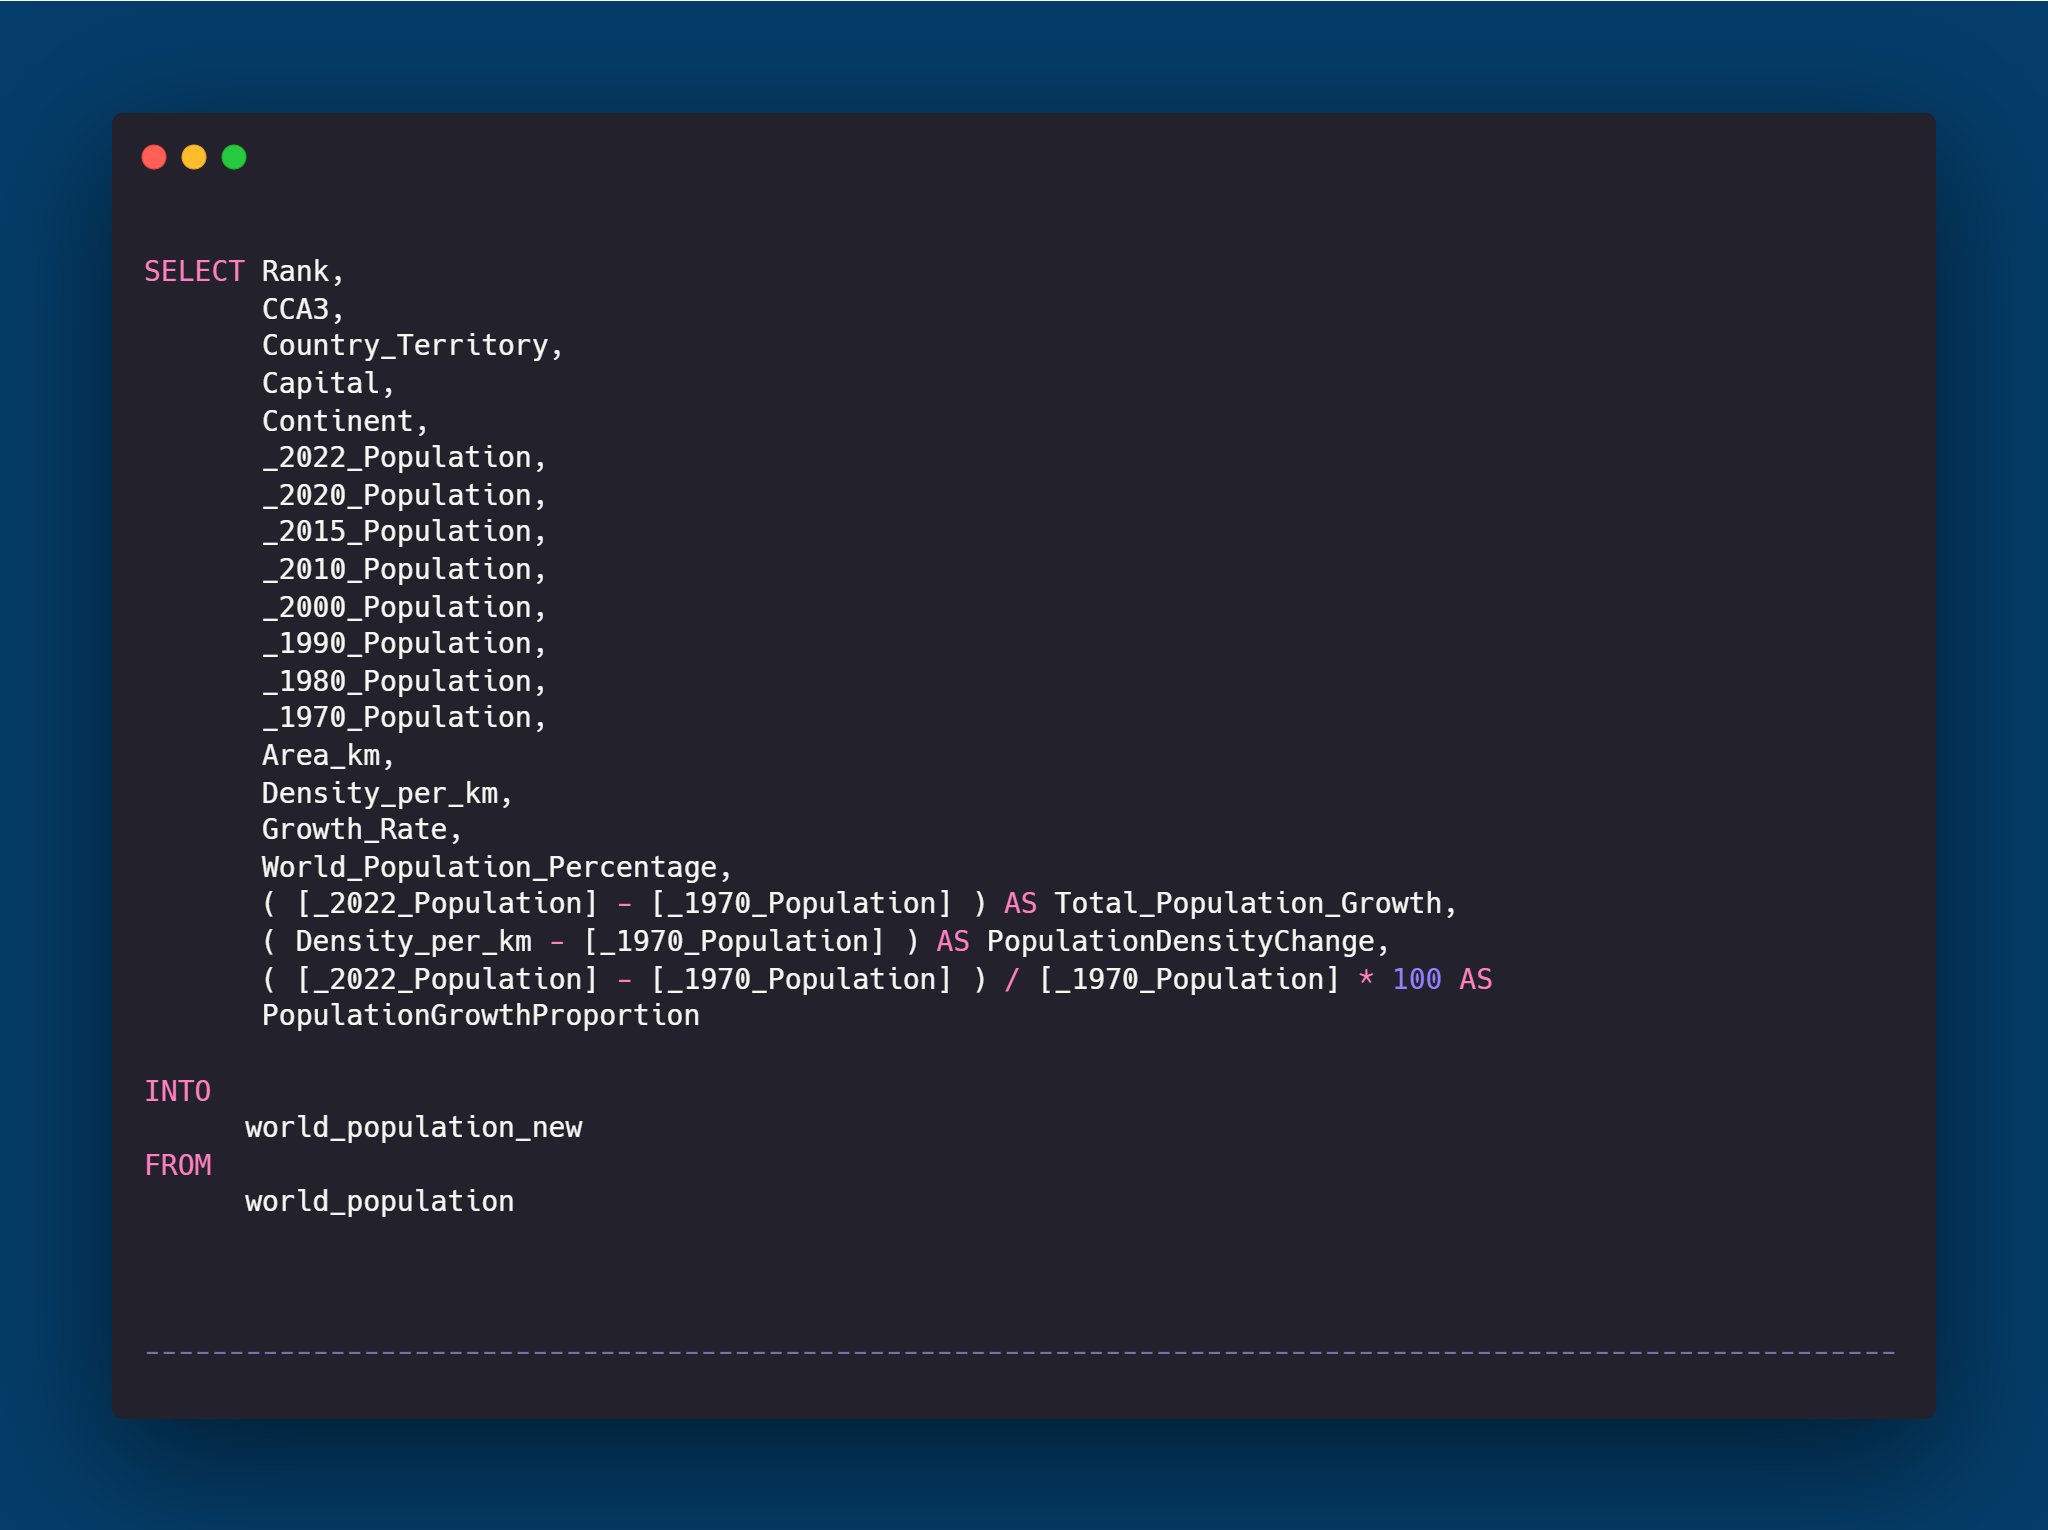 SELECT Rank,
CCA3,
Country_Territory,
Capital,
Continent,
_2022_Population,
_2020_Population,
_2015_Population,
_2010_Population,
_2000_Population,
_1990_Population,
_1980_Population,
_1970_Population,
Area_km,
Density_per_km,
Growth_Rate,
World_Population_Percentage,
( [_2022_Population] - [_1970_Population] ) AS Total_Population_Growth,
( Density_per_km - [_1970_Population] ) AS PopulationDensityChange,
( [_2022_Population] - [_1970_Population] ) / [_1970_Population] * 100 AS
PopulationGrowthProportion
INTO
world_population_new
FROM
world_population
--------------------------------------------------------------------------------------------------------